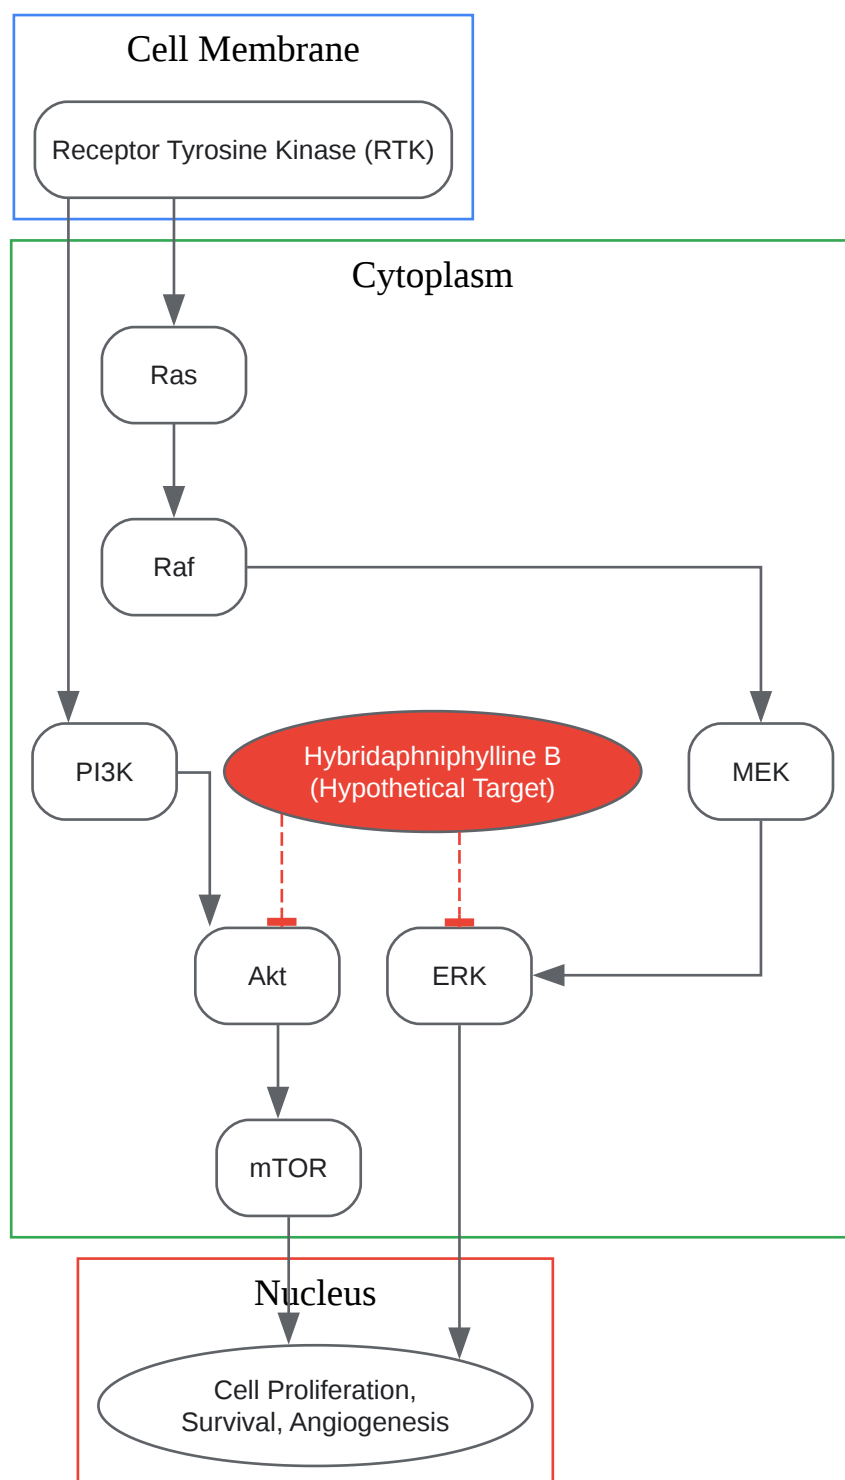 Cell Membrane
Receptor Tyrosine Kinase (RTK)
Cytoplasm
Ras
Raf
PI3K
Hybridaphniphylline B
(Hypothetical Target)
MEK
Akt
ERK
mTOR
Nucleus
Cell Proliferation,
Survival, Angiogenesis